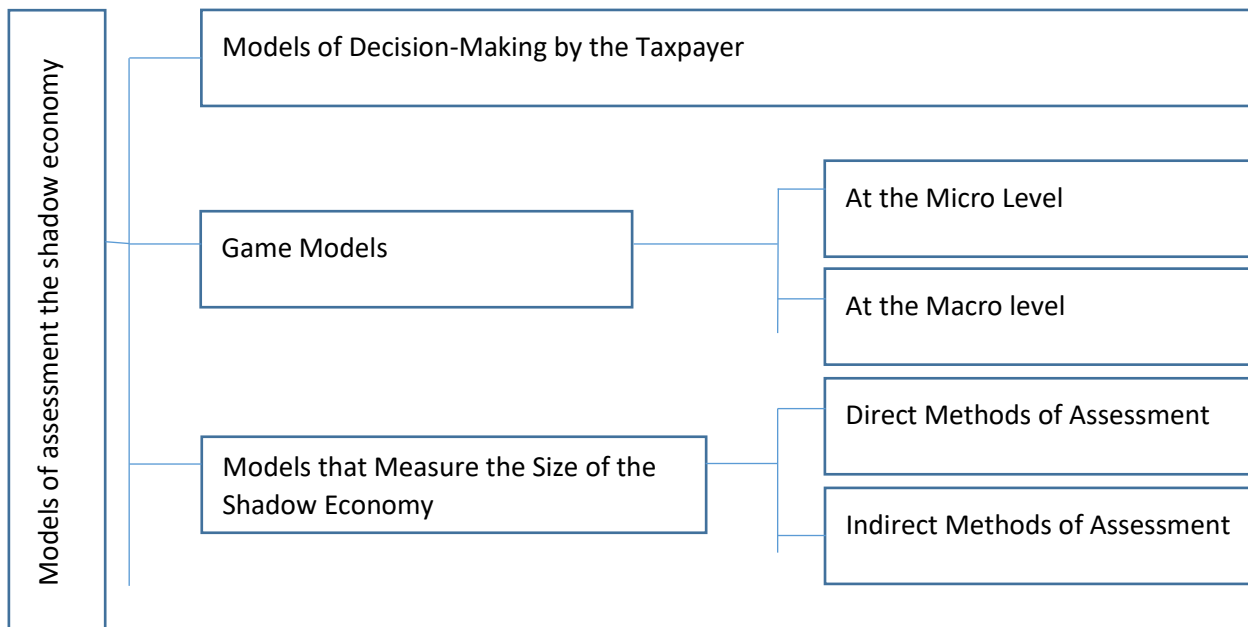 Models of assessment the shadow economy
Models of Decision-Making by the Taxpayer
Game Models
At the Micro Level
At the Macro level
Models that Measure the Size of the
Shadow Economy
Direct Methods of Assessment
Indirect Methods of Assessment